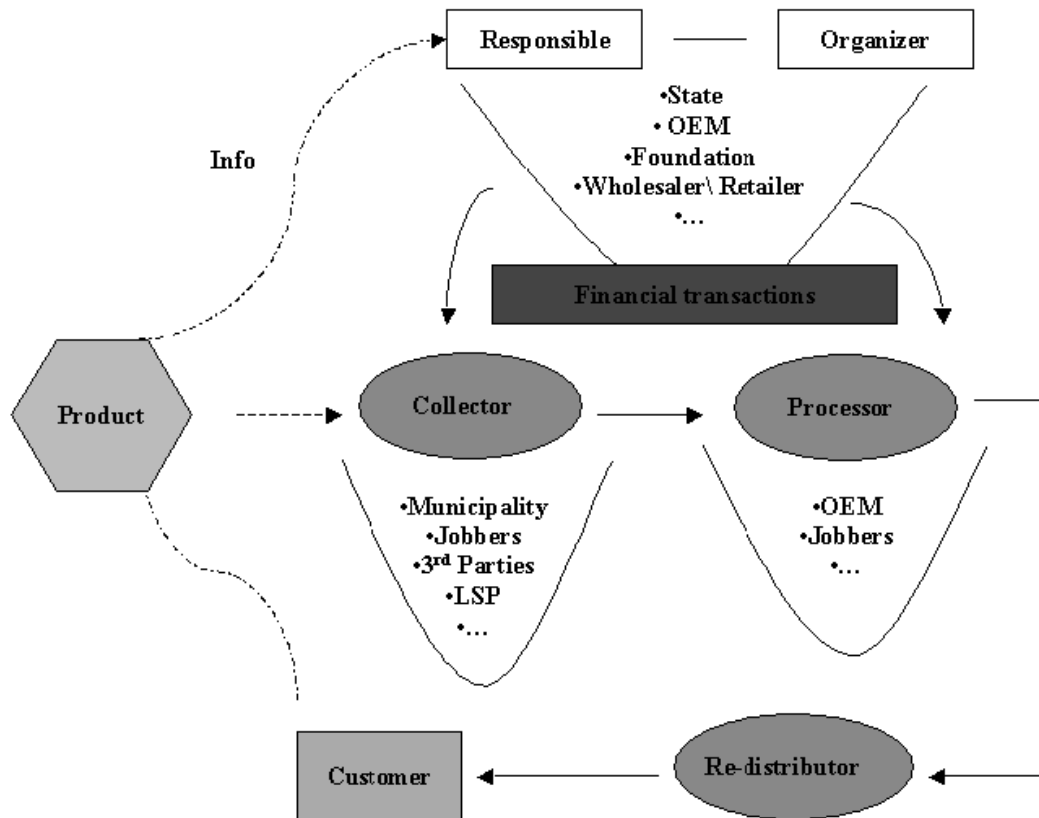 Responsible
Organizer
•State
• OEM
•Foundation
•Wholesaler\ Retailer
•…
Info
Financial transactions
Product
Collector
Processor
•Municipality
•Jobbers
•3rd Parties
•LSP
•…
•OEM
•Jobbers
•…
Customer
Re-distributor